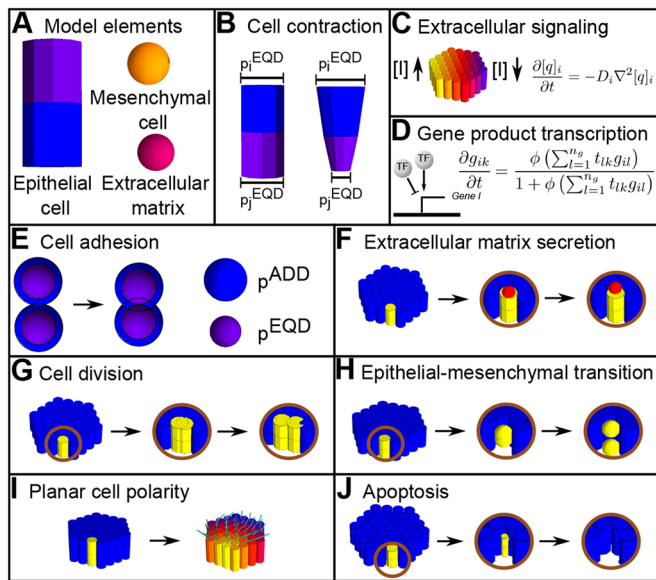 A Model elements
Mesenchymal
cell
Epithelial
cell
Extracellular
matrix
B Cell contraction
p_i^EQD p_i^EQD
p_j^EQD p_j^EQD
C Extracellular signaling
[I] ↑ [I] ↓ ∂[q]_i/∂t = −D_i∇²[q]_i
D Gene product transcription
TF TF
Gene I
∂g_ik/∂t = ϕ(∑_{l=1}^{n_g} t_lk g_il) / 1 + ϕ(∑_{l=1}^{n_g} t_lk g_il)
E Cell adhesion
p^ADD
p^EQD
F Extracellular matrix secretion
G Cell division
H Epithelial-mesenchymal transition
I Planar cell polarity
J Apoptosis